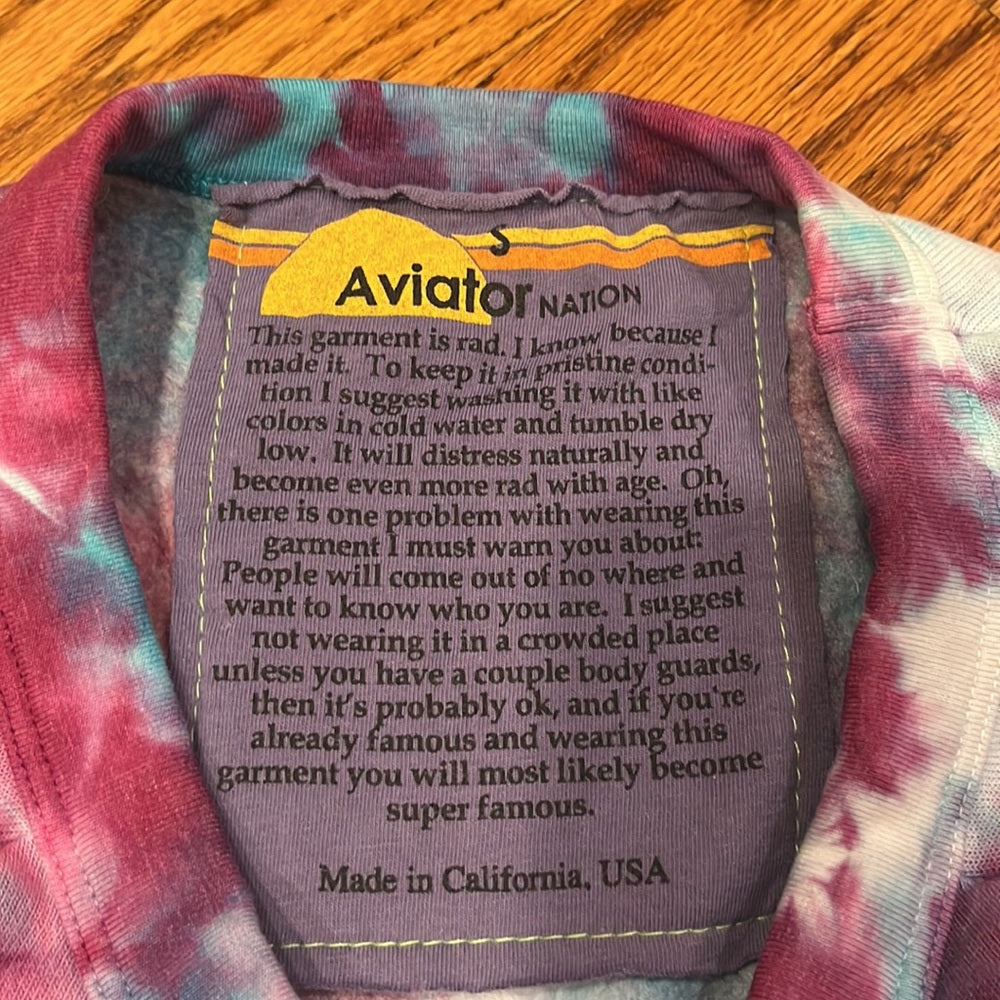 S
Aviator NATION
This garment is rad. I know because I
made it. To keep it in pristine condi-
tion I suggest washing it with like
colors in cold water and tumble dry
low. It will distress naturally and
become even more rad with age. Oh,
there is one problem with wearing this
garment I must warn you about:
People will come out of no where and
want to know who you are. I suggest
not wearing it in a crowded place
unless you have a couple body guards,
then it's probably ok, and if you're
already famous and wearing this
garment you will most likely become
super famous.
Made in California, USA